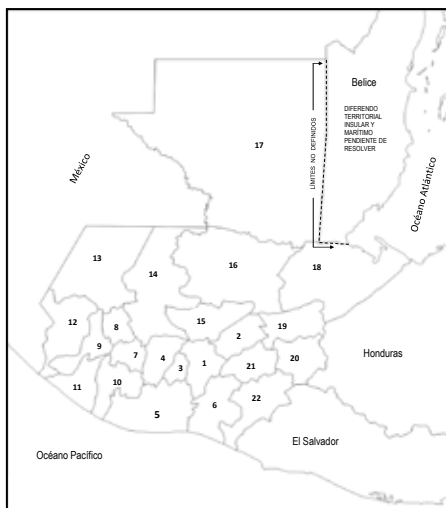 Belice
DIFERENDO
TERRITORIAL
INSULAR Y
MARÍTIMO
PENDIENTE DE
RESOLVER
LÍMITES NO DEFINIDOS
17
México
Océano Atlántico
13
14
16
18
12
8
15
19
9
2
7
4
3
1
21
20
Honduras
11
10
5
6
22
El Salvador
Océano Pacífico